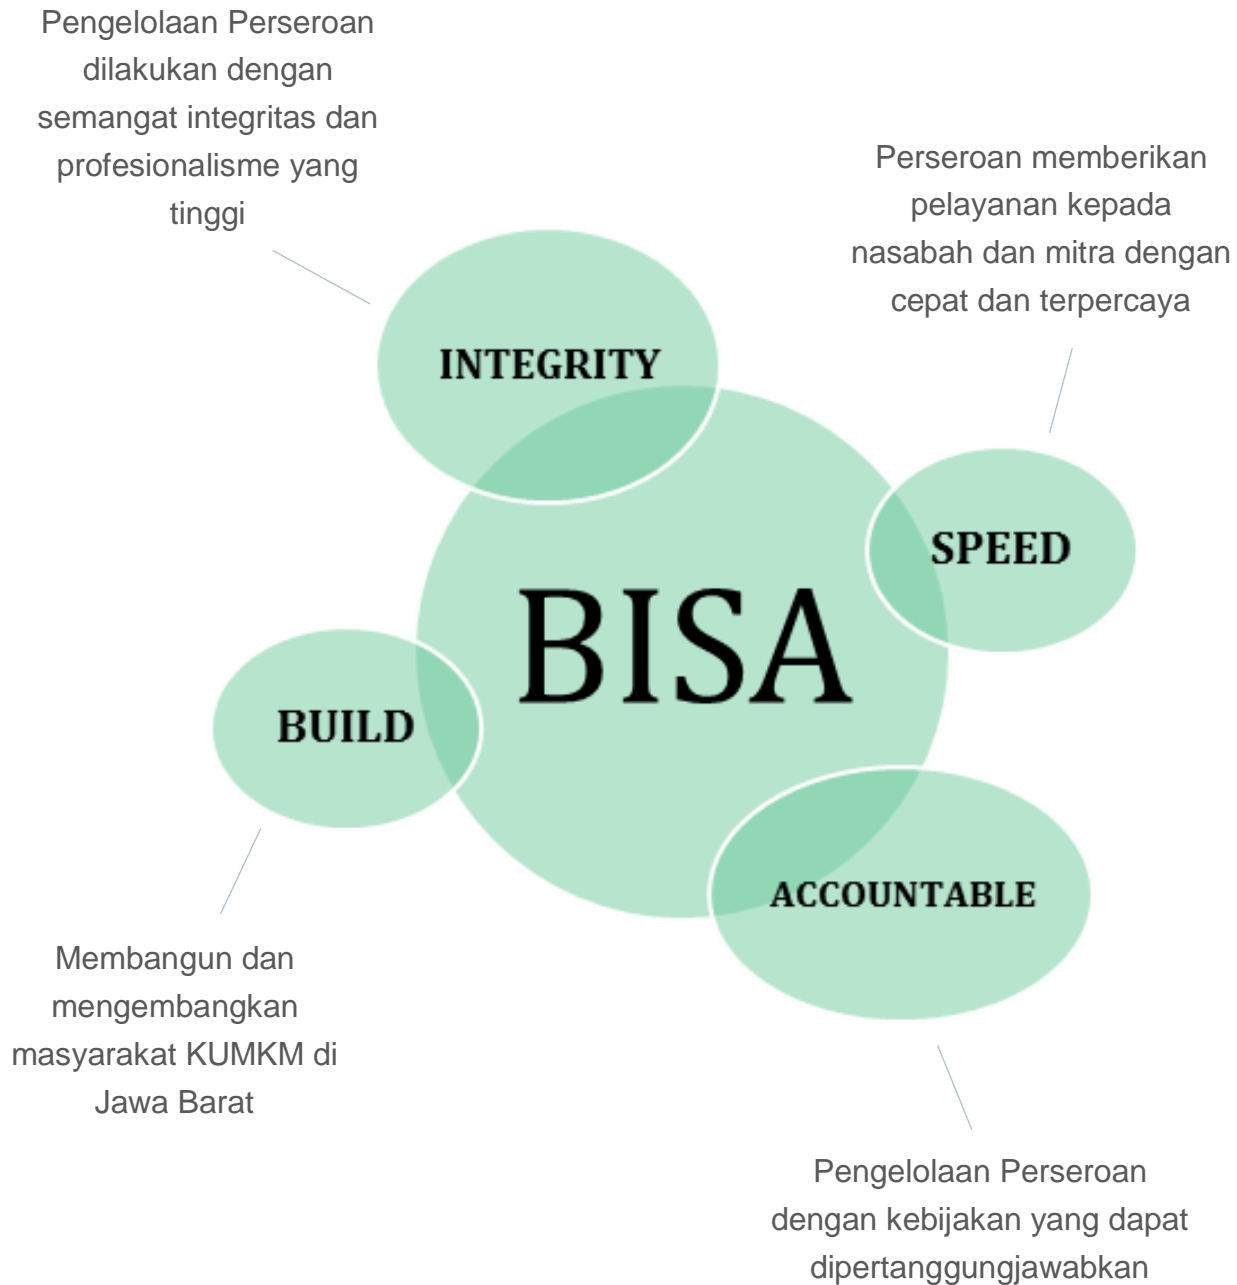 Pengelolaan Perseroan
dilakukan dengan
semangat integritas dan
profesionalisme yang
tinggi
Perseroan memberikan
pelayanan kepada
nasabah dan mitra dengan
cepat dan terpercaya
INTEGRITY
SPEED
BISA
BUILD
ACCOUNTABLE
Membangun dan
mengembangkan
masyarakat KUMKM di
Jawa Barat
Pengelolaan Perseroan
dengan kebijakan yang dapat
dipertanggungjawabkan